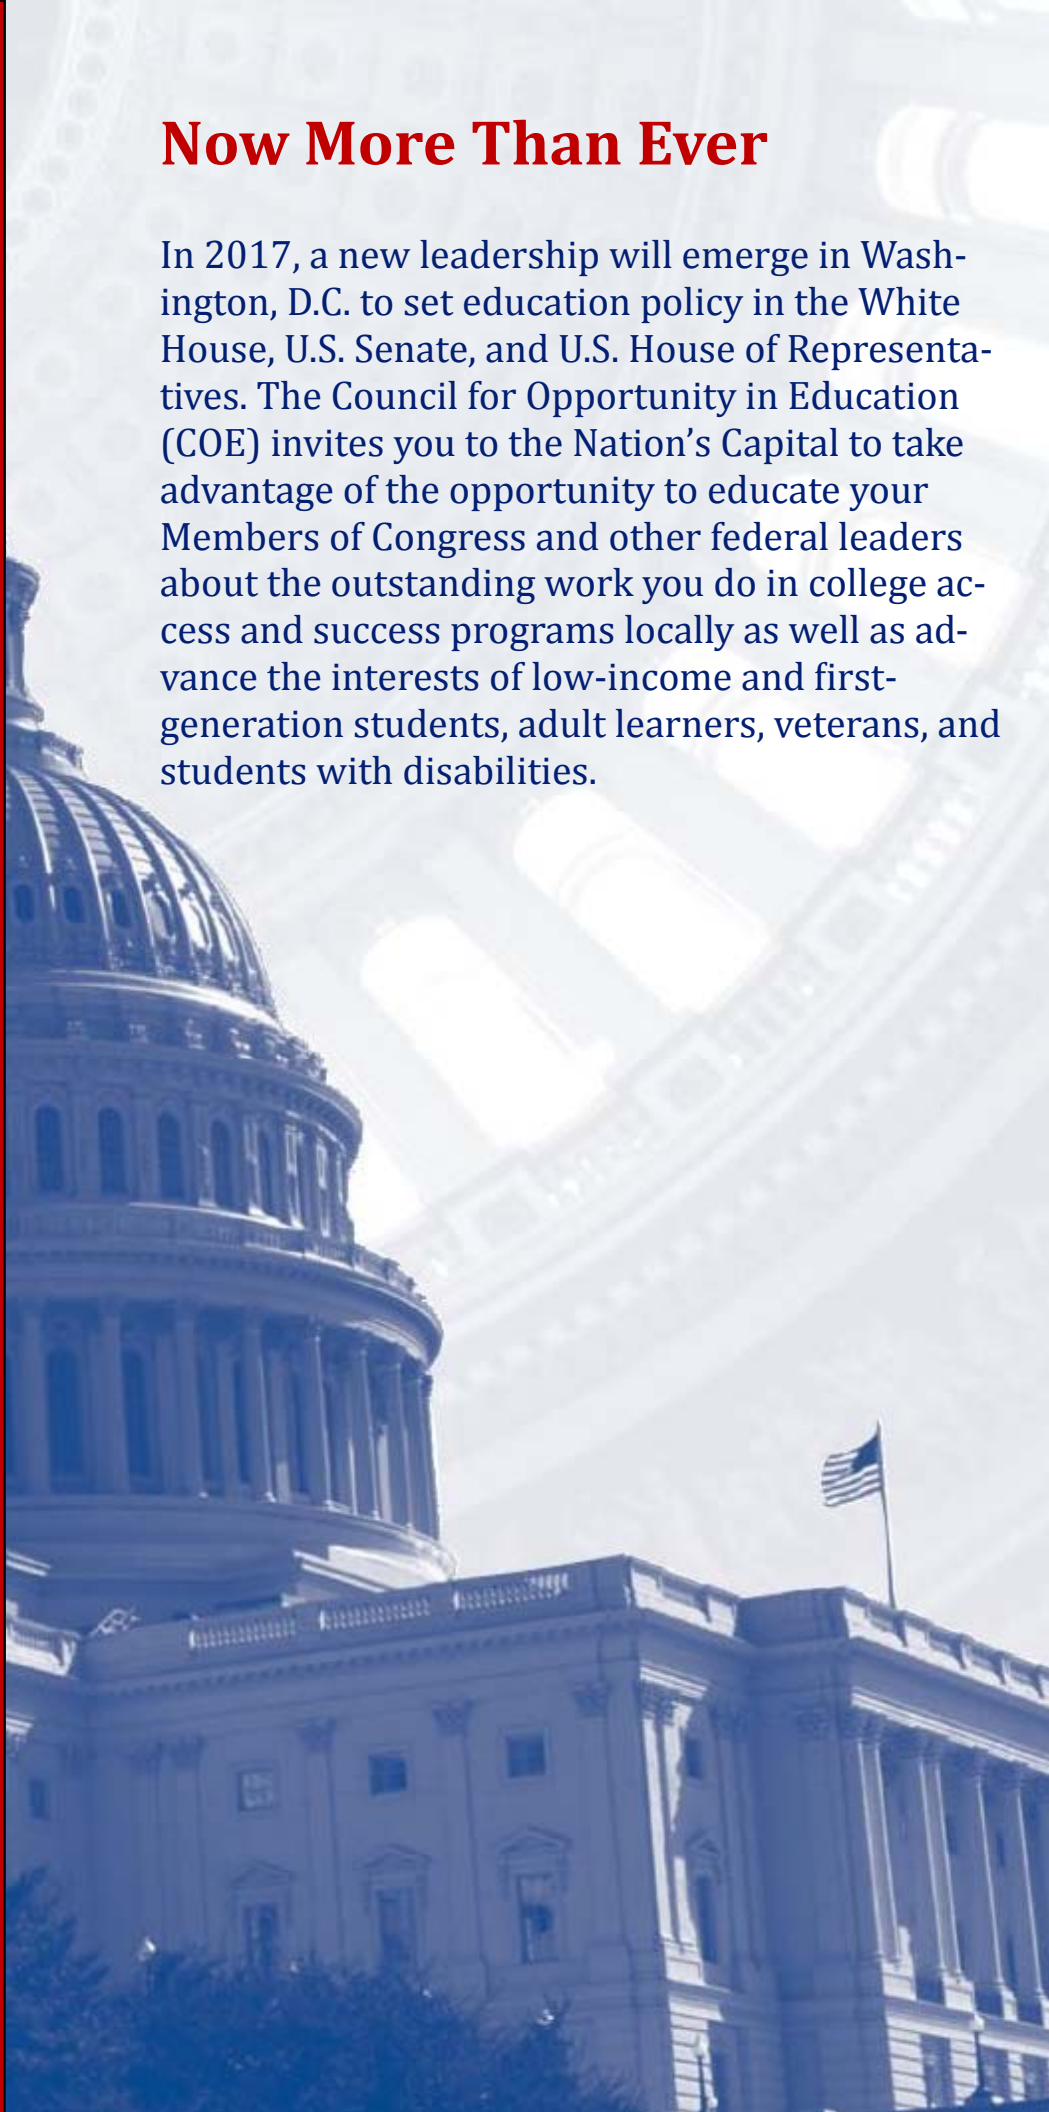 Now More Than Ever
In 2017, a new leadership will emerge in Wash-
ington, D.C. to set education policy in the White
House, U.S. Senate, and U.S. House of Representa-
tives. The Council for Opportunity in Education
(COE) invites you to the Nation’s Capital to take
advantage of the opportunity to educate your
Members of Congress and other federal leaders
about the outstanding work you do in college ac-
cess and success programs locally as well as ad-
vance the interests of low-income and first-
generation students, adult learners, veterans, and
students with disabilities.